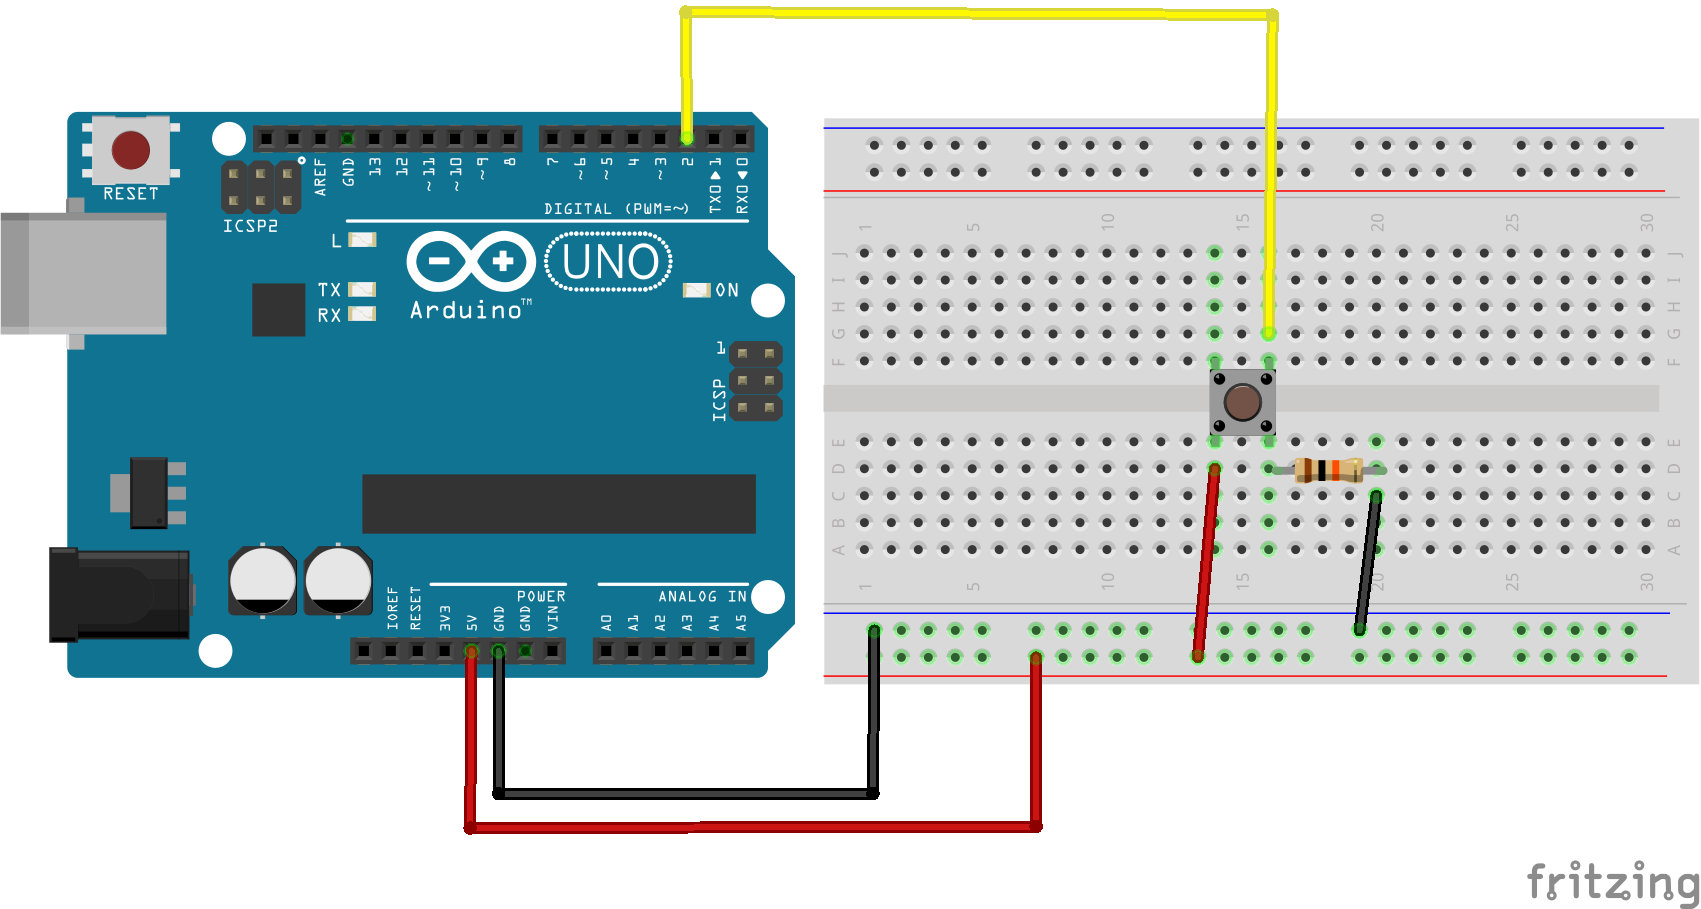 RESET
ICSP2
AREF
GND
13
12
~11
~10
~9
8
7
~6
~5
4
~3
2
TX0▶1
RX0◀0
DIGITAL (PWM=~)
L
TX
RX
UNO
Arduino™
ON
1
ICSP
IOREF
RESET
3V3
5V
GND
GND
VIN
POWER
ANALOG IN
A0
A1
A2
A3
A4
A5
1 5 10 15 20 25 30
J J
I I
H H
G G
F F
E E
D D
C C
B B
A A
1 5 10 15 20 25 30
fritzing